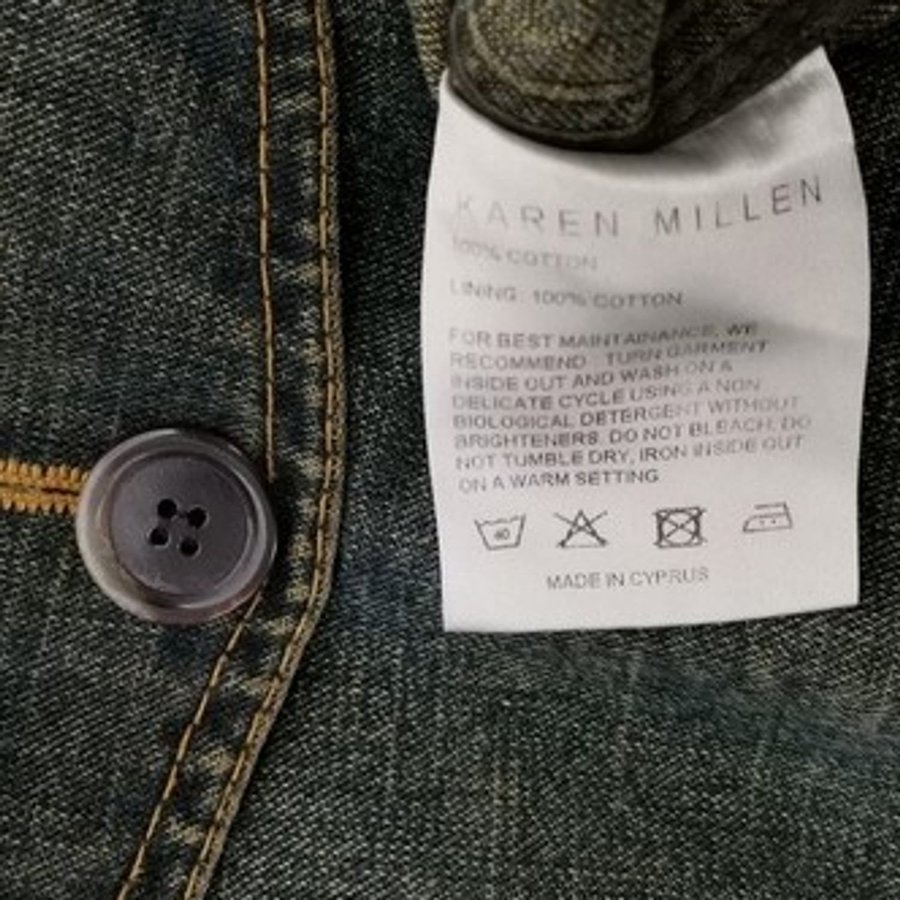 KAREN MILLEN
100% COTTON
LINING: 100% COTTON
FOR BEST MAINTAINANCE, WE
RECOMMEND TURN GARMENT
INSIDE OUT AND WASH ON A
DELICATE CYCLE USING A NON
BIOLOGICAL DETERGENT WITHOUT
BRIGHTENERS. DO NOT BLEACH, DO
NOT TUMBLE DRY, IRON INSIDE OUT
ON A WARM SETTING
40
MADE IN CYPRUS